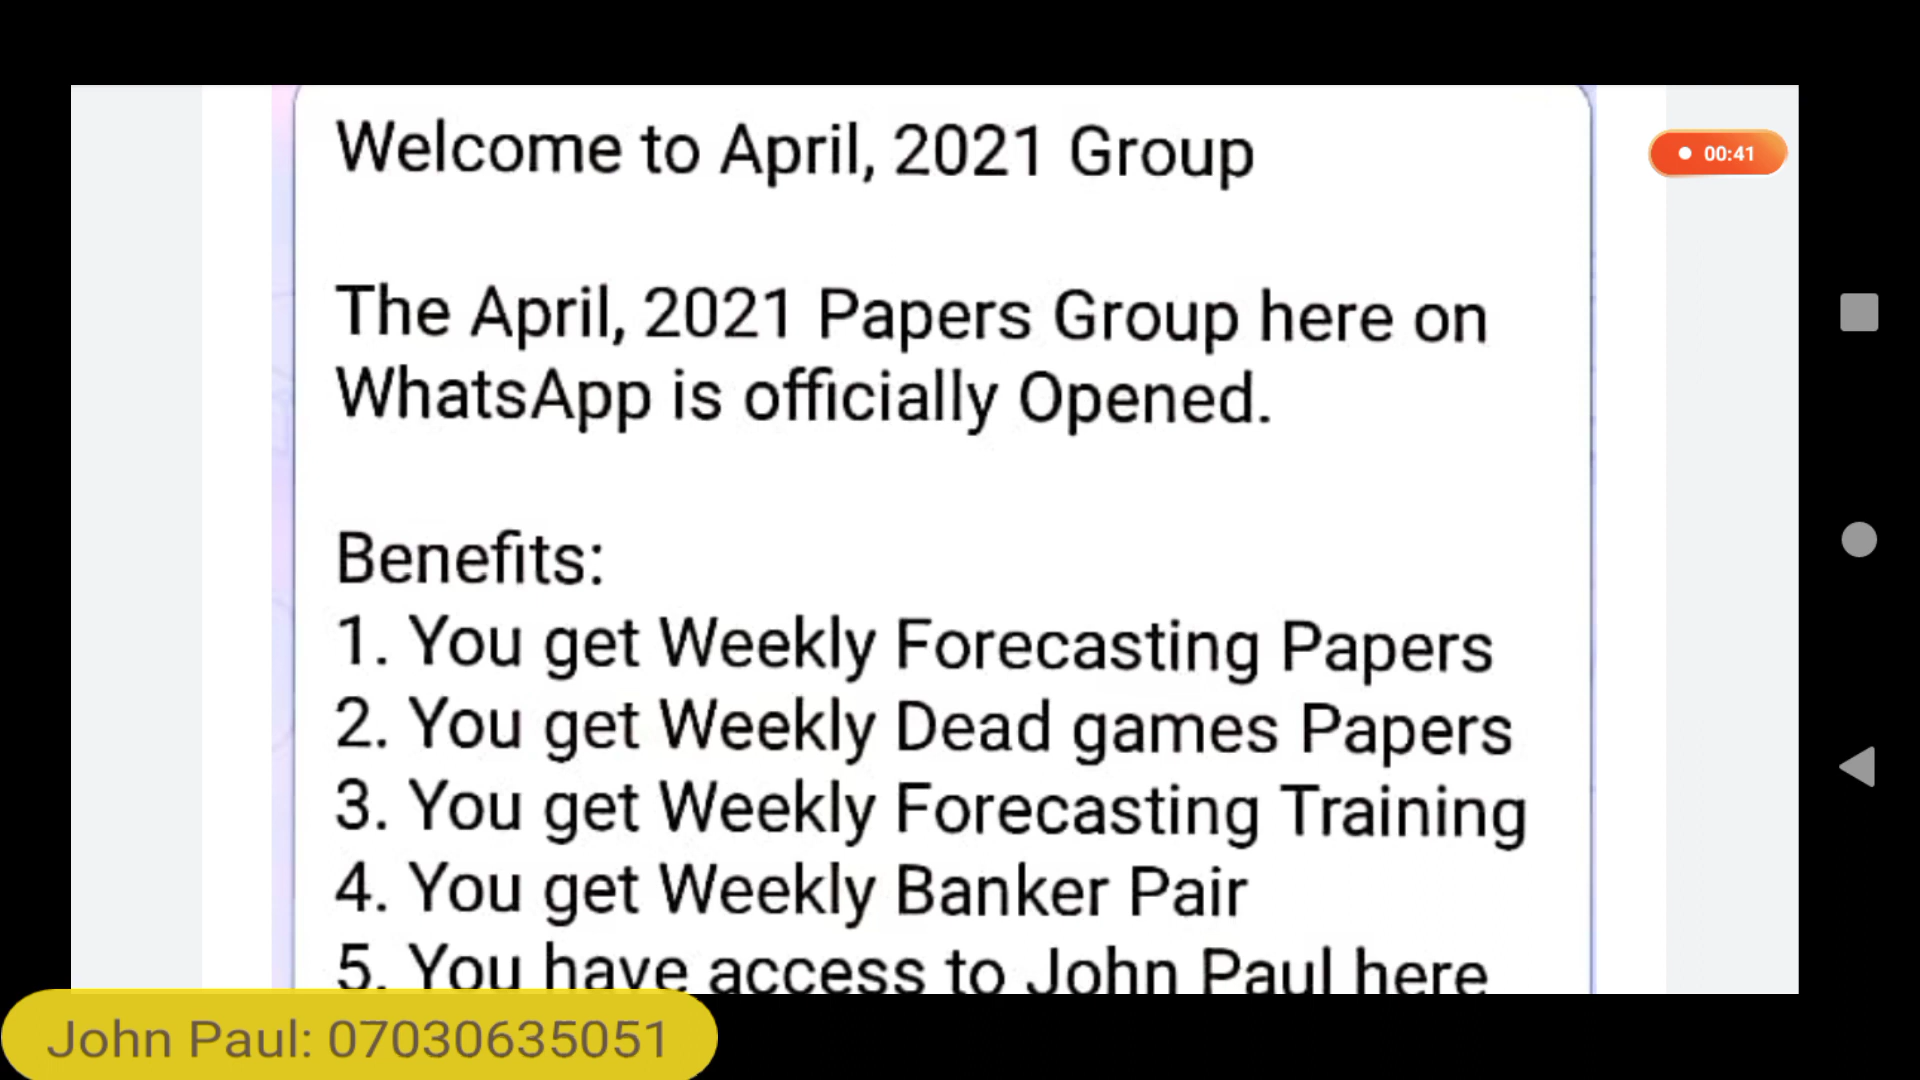 Welcome to April, 2021 Group
00:41
The April, 2021 Papers Group here on
WhatsApp is officially Opened.
Benefits:
1. You get Weekly Forecasting Papers
2. You get Weekly Dead games Papers
3. You get Weekly Forecasting Training
4. You get Weekly Banker Pair
5. You have access to John Paul here
John Paul: 07030635051